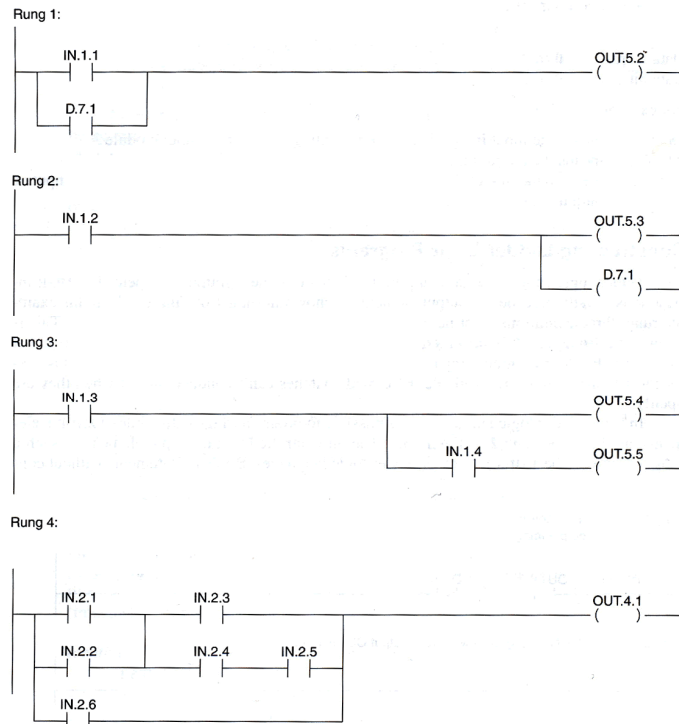 Rung 1:
IN.1.1 OUT.5.2
( )
D.7.1
Rung 2:
IN.1.2 OUT.5.3
( )
D.7.1
( )
Rung 3:
IN.1.3 OUT.5.4
( )
IN.1.4 OUT.5.5
( )
Rung 4:
IN.2.1 IN.2.3 OUT.4.1
( )
IN.2.2 IN.2.4 IN.2.5
IN.2.6